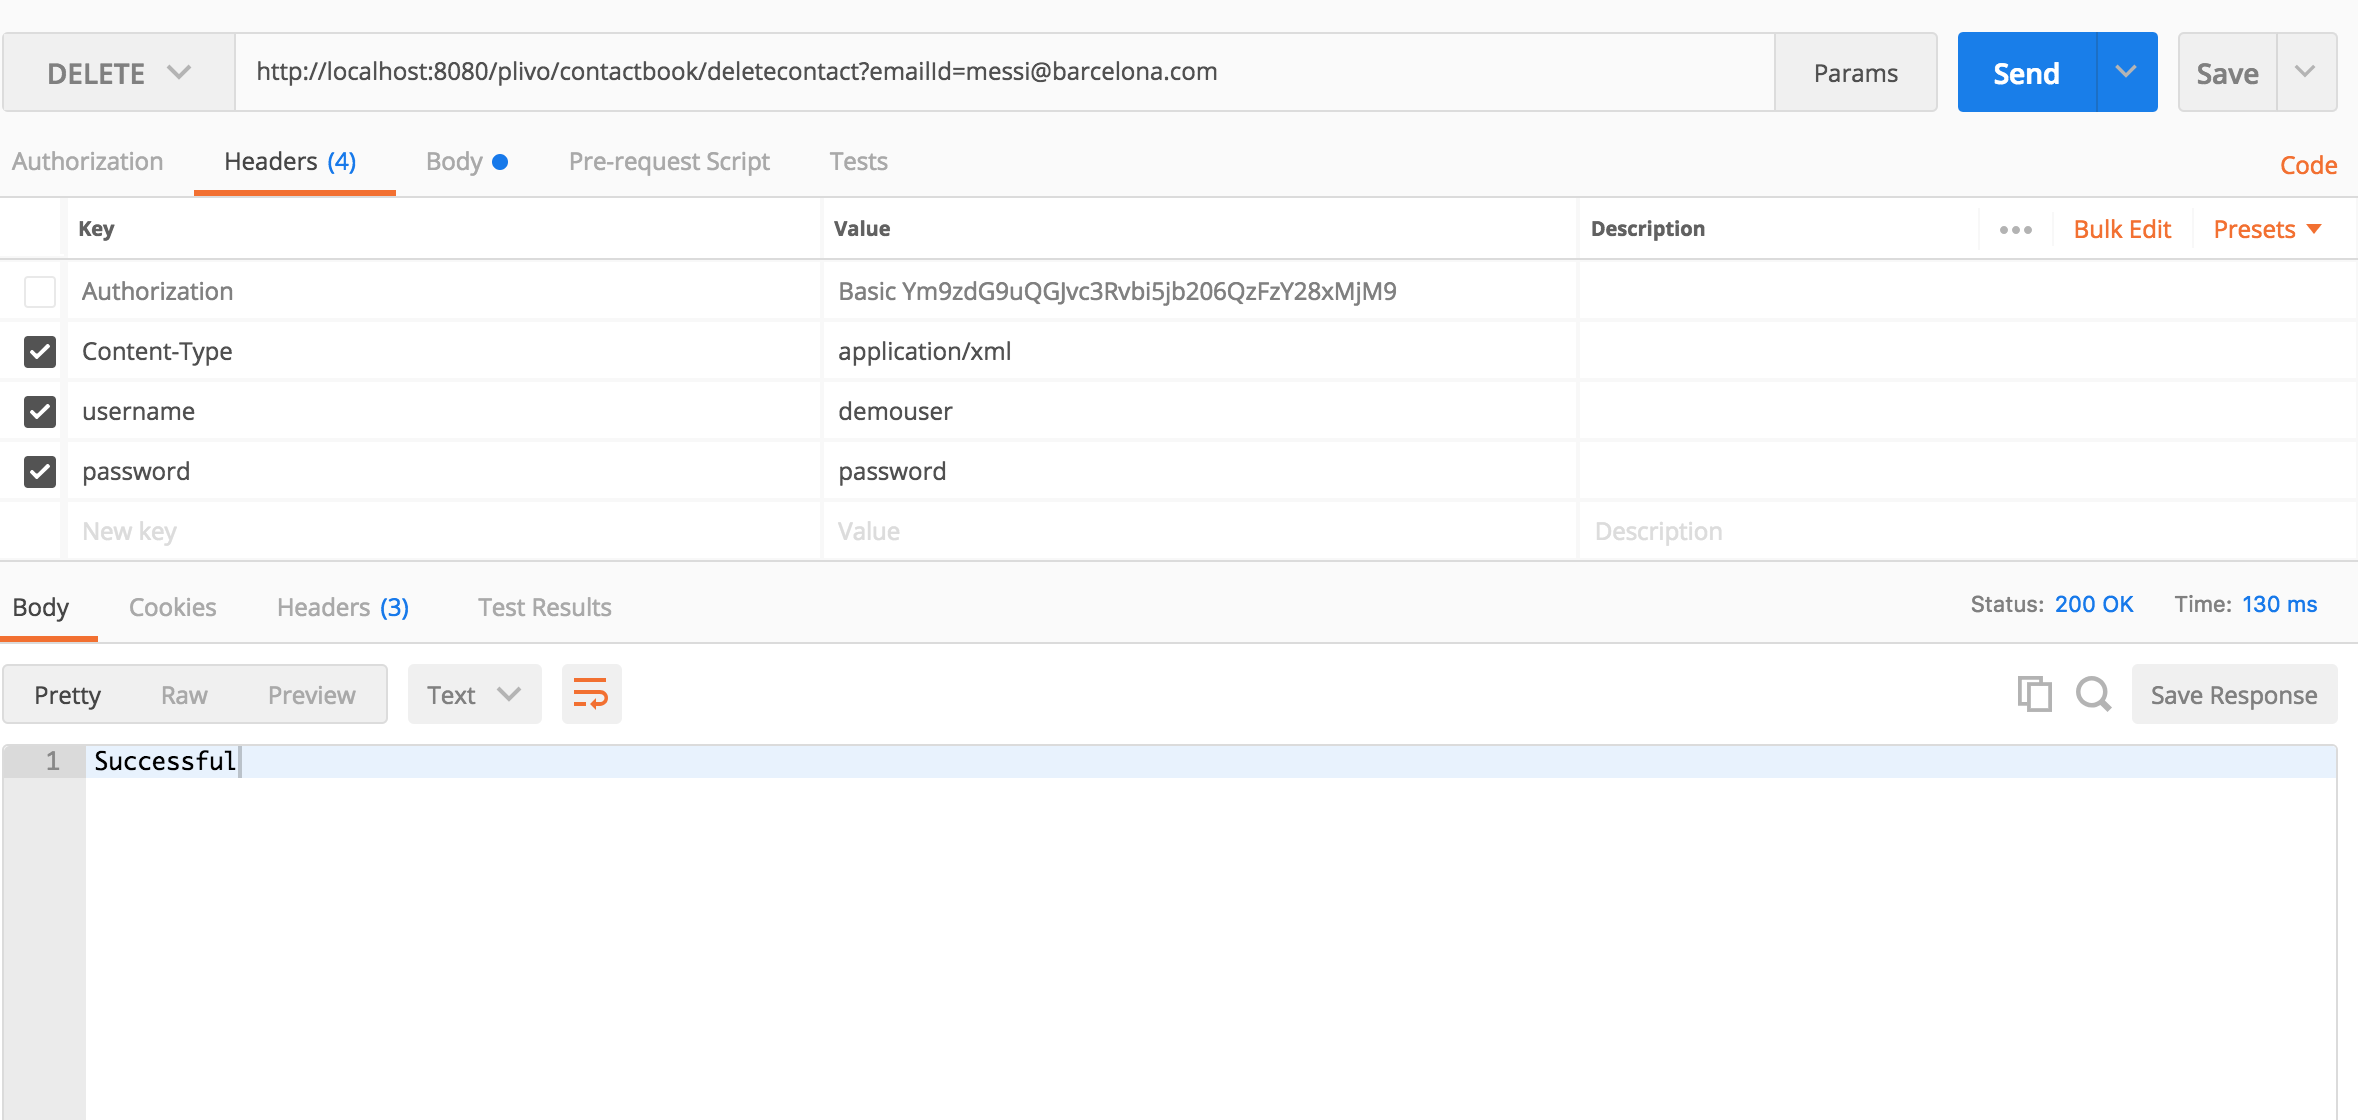 DELETE http://localhost:8080/plivo/contactbook/deletecontact?emailId=messi@barcelona.com Params Send Save
Authorization Headers (4) Body Pre-request Script Tests Code
Key Value Description ••• Bulk Edit Presets
Authorization Basic Ym9zdG9uQGJvc3Rvbi5jb206QzFzY28xMjM9
Content-Type application/xml
username demouser
password password
New key Value Description
Body Cookies Headers (3) Test Results Status: 200 OK Time: 130 ms
Pretty Raw Preview Text Save Response
1 Successful